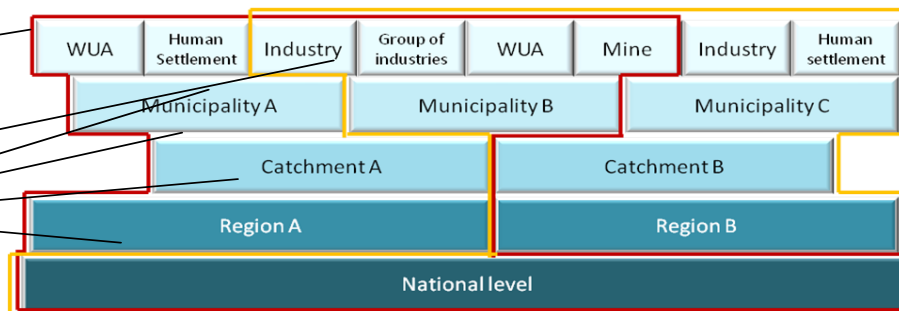 WUA
Human
Settlement
Industry
Group of
industries
WUA
Mine
Industry
Human
settlement
Municipality A
Municipality B
Municipality C
Catchment A
Catchment B
Region A
Region B
National level